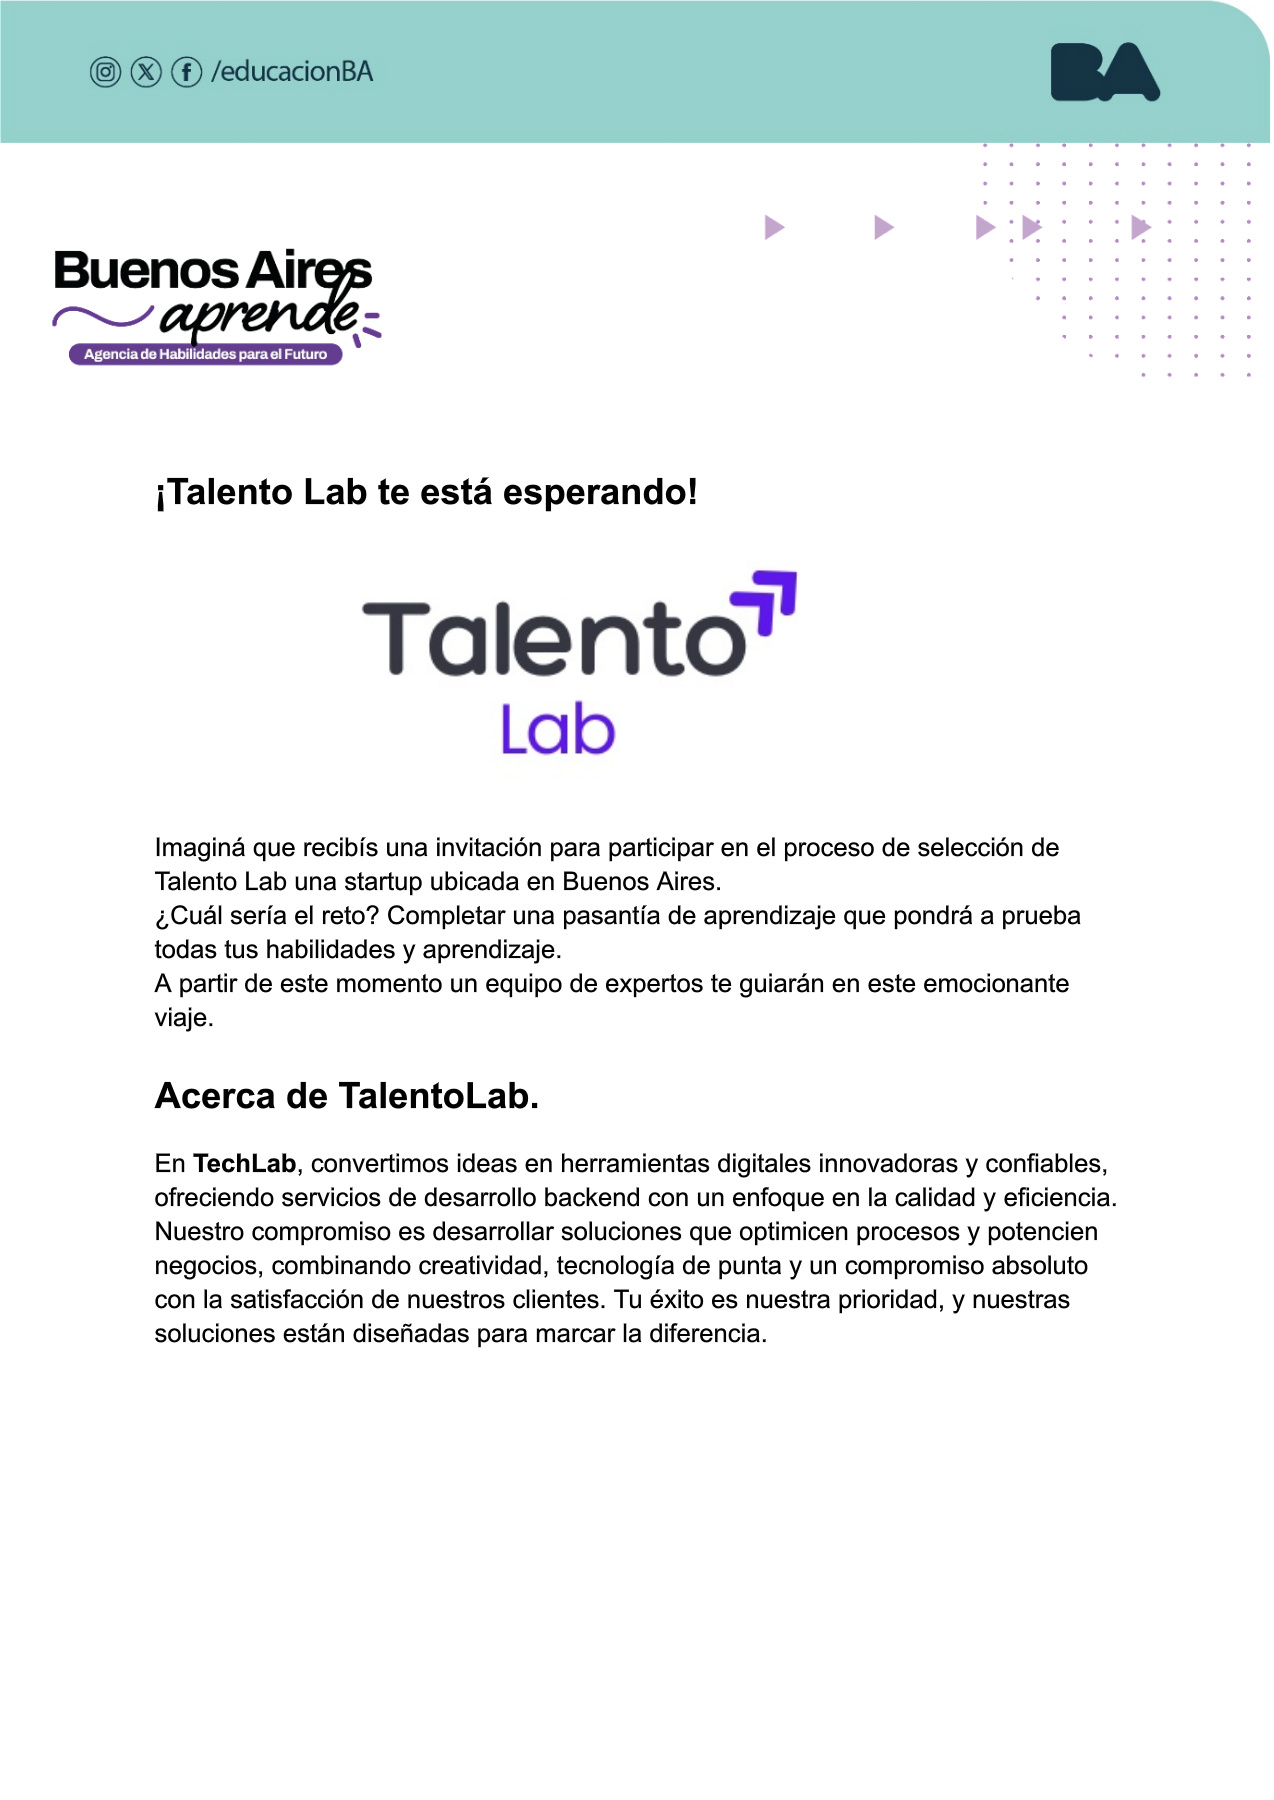 /educacionBA
BA
Buenos Aires
aprende
Agencia de Habilidades para el Futuro
¡Talento Lab te está esperando!
Talento
Lab
Imaginá que recibís una invitación para participar en el proceso de selección de
Talento Lab una startup ubicada en Buenos Aires.
¿Cuál sería el reto? Completar una pasantía de aprendizaje que pondrá a prueba
todas tus habilidades y aprendizaje.
A partir de este momento un equipo de expertos te guiarán en este emocionante
viaje.
Acerca de TalentoLab.
En TechLab, convertimos ideas en herramientas digitales innovadoras y confiables,
ofreciendo servicios de desarrollo backend con un enfoque en la calidad y eficiencia.
Nuestro compromiso es desarrollar soluciones que optimicen procesos y potencien
negocios, combinando creatividad, tecnología de punta y un compromiso absoluto
con la satisfacción de nuestros clientes. Tu éxito es nuestra prioridad, y nuestras
soluciones están diseñadas para marcar la diferencia.